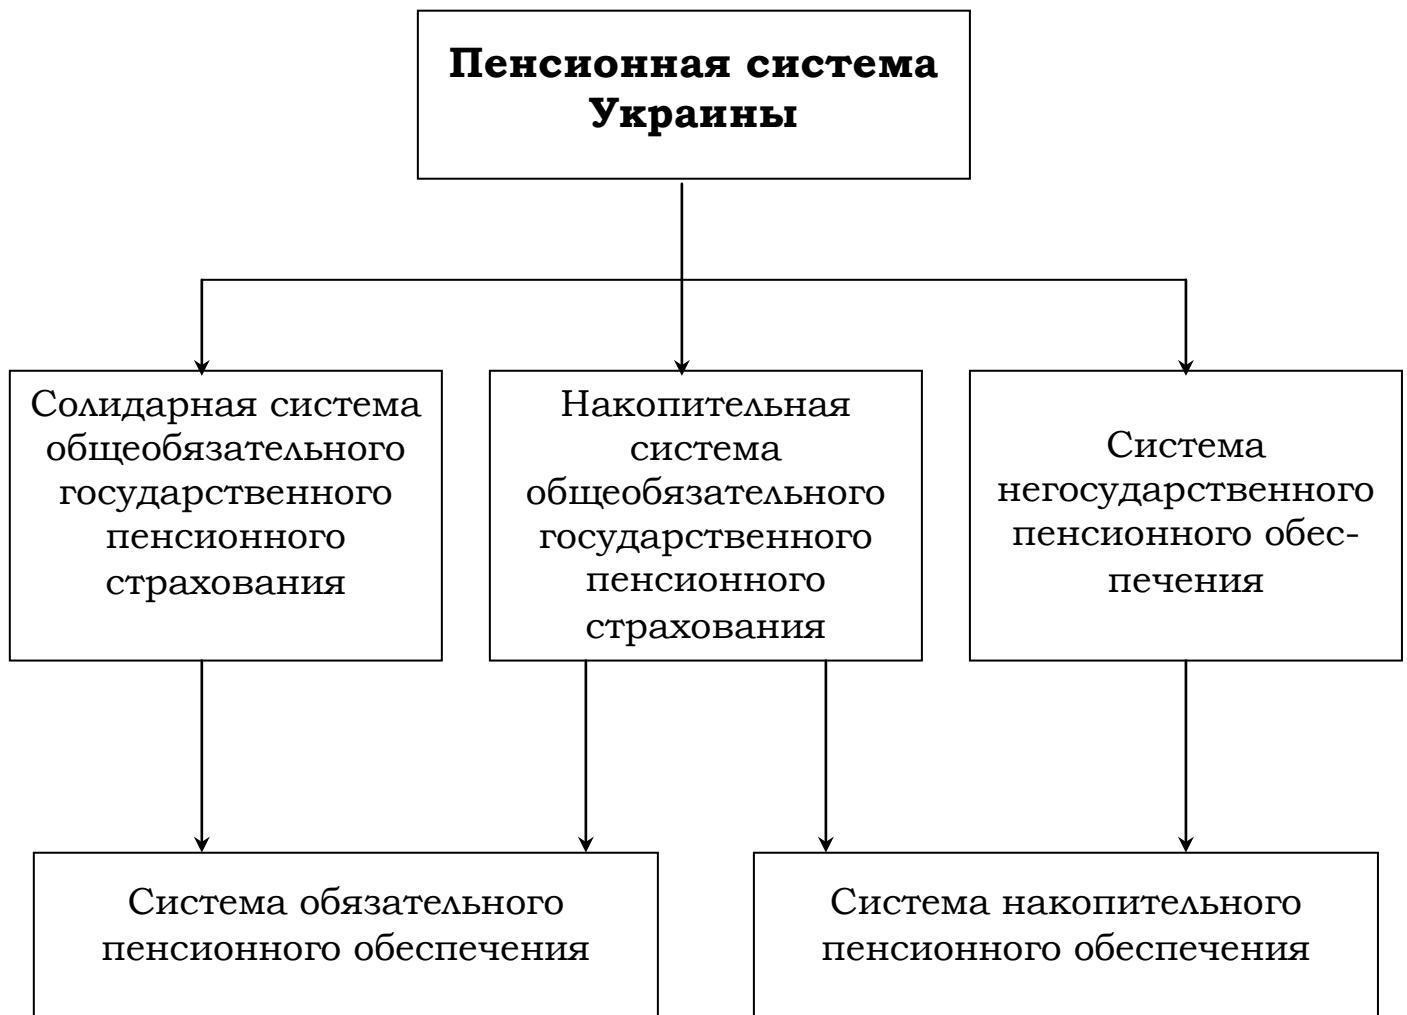 Пенсионная система
Украины
Солидарная система
общеобязательного
государственного
пенсионного
страхования
Накопительная
система
общеобязательного
государственного
пенсионного
страхования
Система
негосударственного
пенсионного обес-
печения
Система обязательного
пенсионного обеспечения
Система накопительного
пенсионного обеспечения